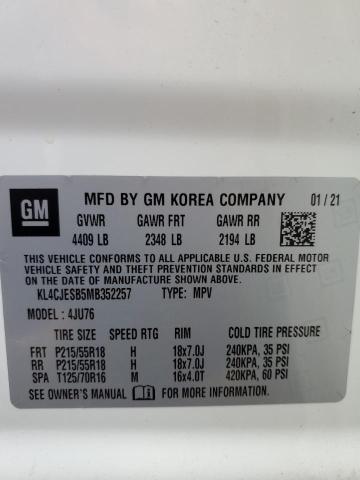 GM MFD BY GM KOREA COMPANY 01/21
GVWR GAWR FRT GAWR RR
4409 LB 2348 LB 2194 LB
THIS VEHICLE CONFORMS TO ALL APPLICABLE U.S. FEDERAL MOTOR
VEHICLE SAFETY, BUMPER, AND THEFT PREVENTION STANDARDS IN
EFFECT ON THE DATE OF MANUFACTURE SHOWN ABOVE.
KL4CJESB5MB352257 TYPE: MPV
MODEL: 4JU76
TIRE SIZE SPEED RTG RIM COLD TIRE PRESSURE
FRT P215/55R18 H 18x7.0J 240KPA, 35 PSI
RR P215/55R18 H 18x7.0J 240KPA, 35 PSI
SPA T125/70R16 M 16x4.0T 420KPA, 60 PSI
SEE OWNER'S MANUAL FOR MORE INFORMATION.